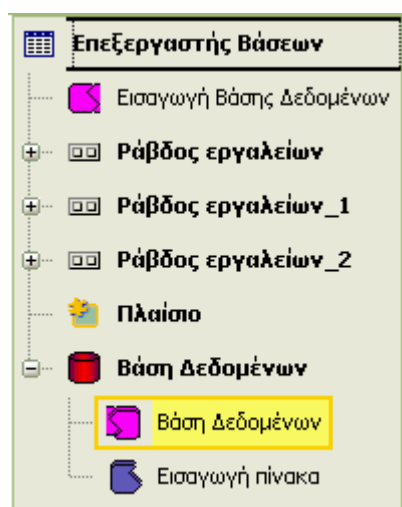 Επεξεργαστής Βάσεων
Εισαγωγή Βάσης Δεδομένων
Ράβδος εργαλείων
Ράβδος εργαλείων_1
Ράβδος εργαλείων_2
Πλαίσιο
Βάση Δεδομένων
Βάση Δεδομένων
Εισαγωγή πίνακα